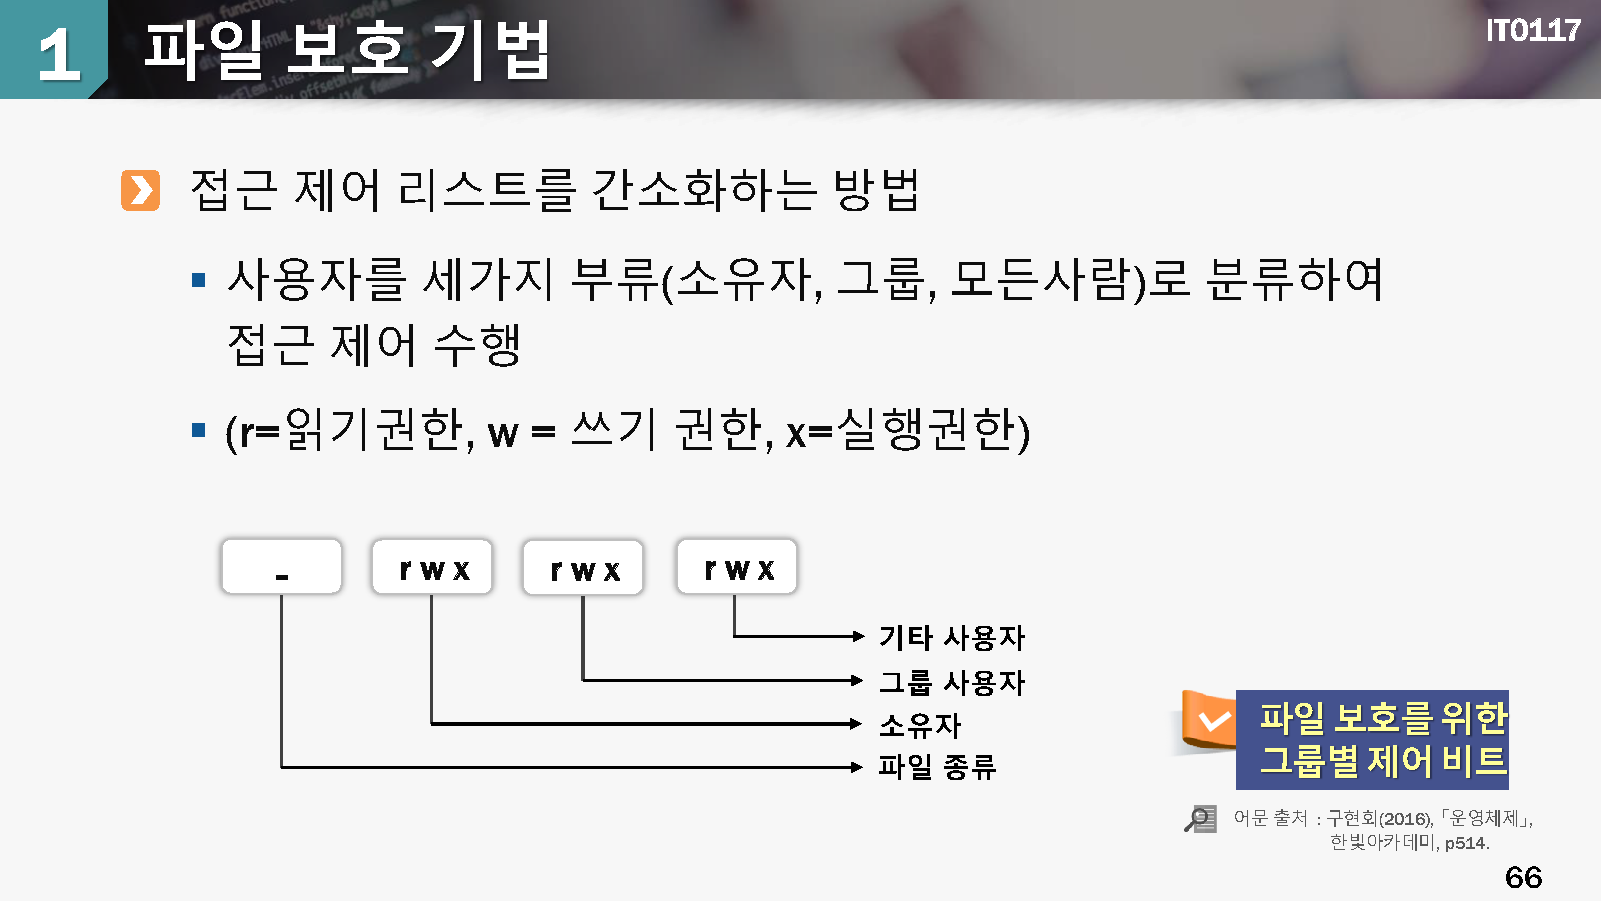 1
파일 보호 기법
IT0117
접근 제어 리스트를 간소화하는 방법
사용자를 세가지 부류(소유자, 그룹, 모든사람)로 분류하여
접근 제어 수행
(r=읽기권한, w = 쓰기 권한, x=실행권한)
- r w x r w x r w x
기타 사용자
그룹 사용자
소유자
파일 종류
파일 보호를 위한
그룹별 제어 비트
어문 출처 : 구현회(2016), 「운영체제」,
한빛아카데미, p514.
66